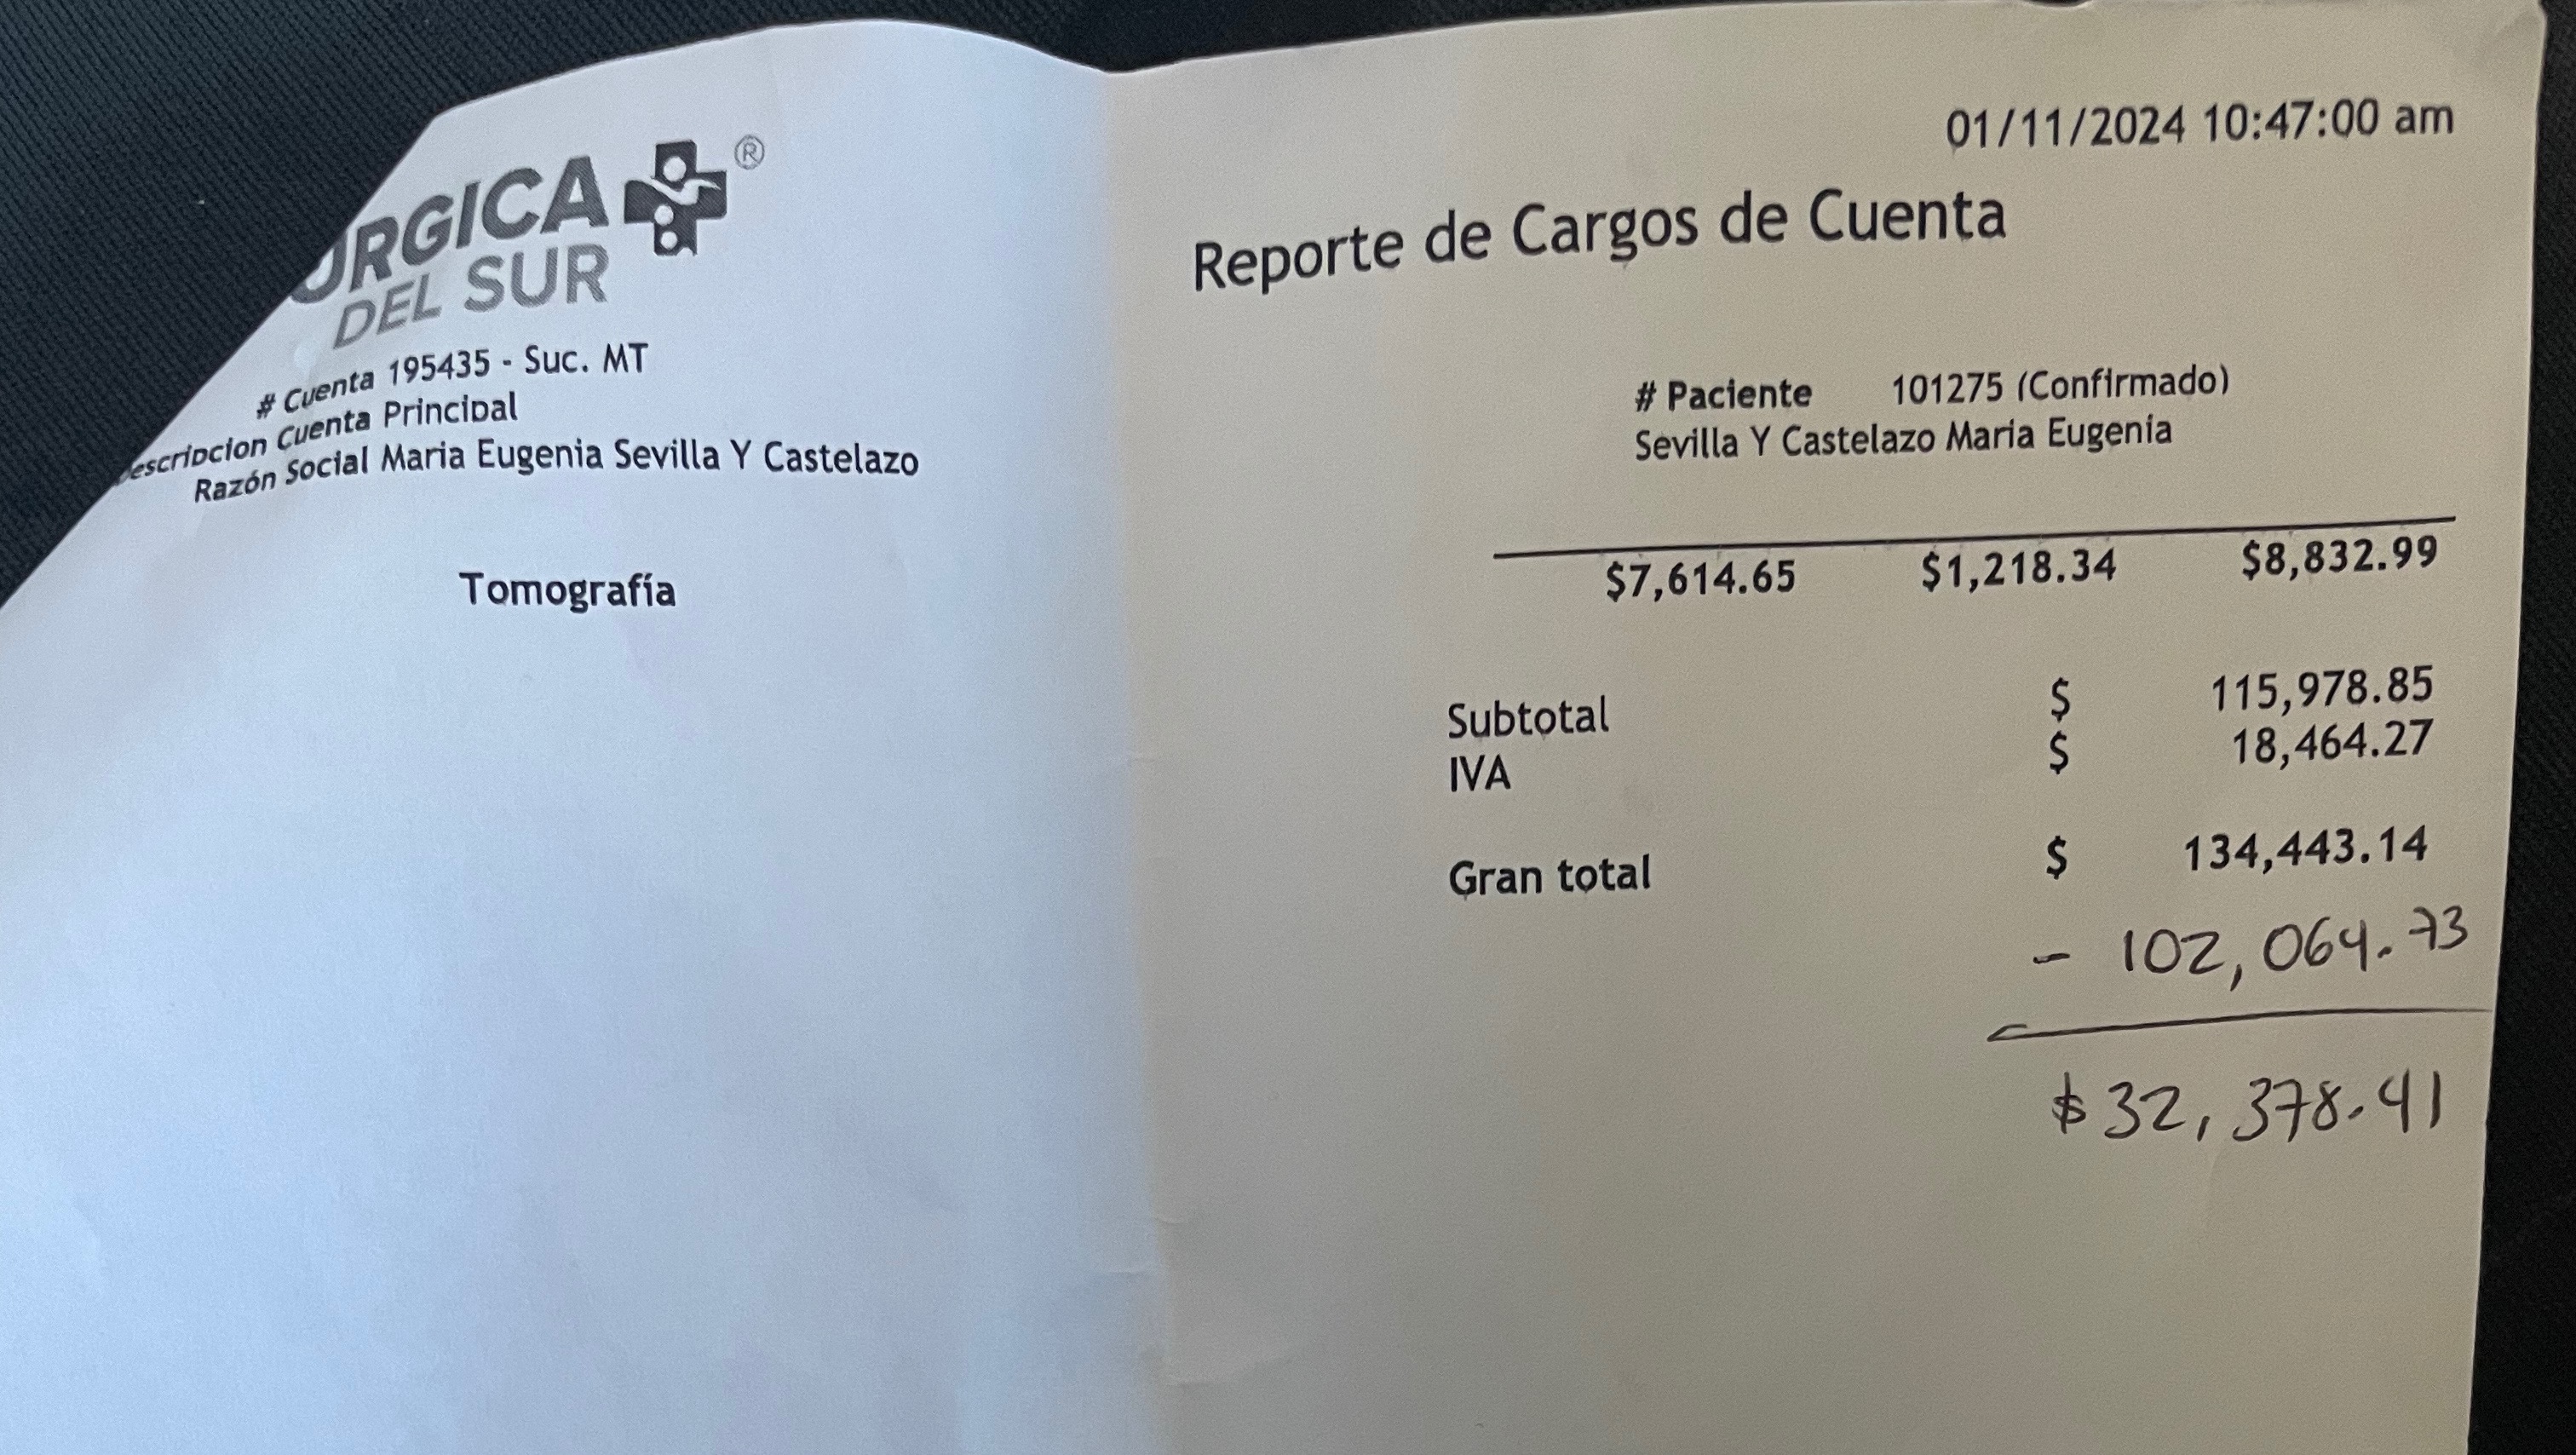 URGICA ®
DEL SUR
# Cuenta 195435 - Suc. MT
escripcion Cuenta Principal
Razón Social Maria Eugenia Sevilla Y Castelazo
Tomografía
01/11/2024 10:47:00 am
Reporte de Cargos de Cuenta
# Paciente 101275 (Confirmado)
Sevilla Y Castelazo Maria Eugenia
$7,614.65 $1,218.34 $8,832.99
Subtotal $ 115,978.85
IVA $ 18,464.27
Gran total $ 134,443.14
- 102,064.73
$32,378.41